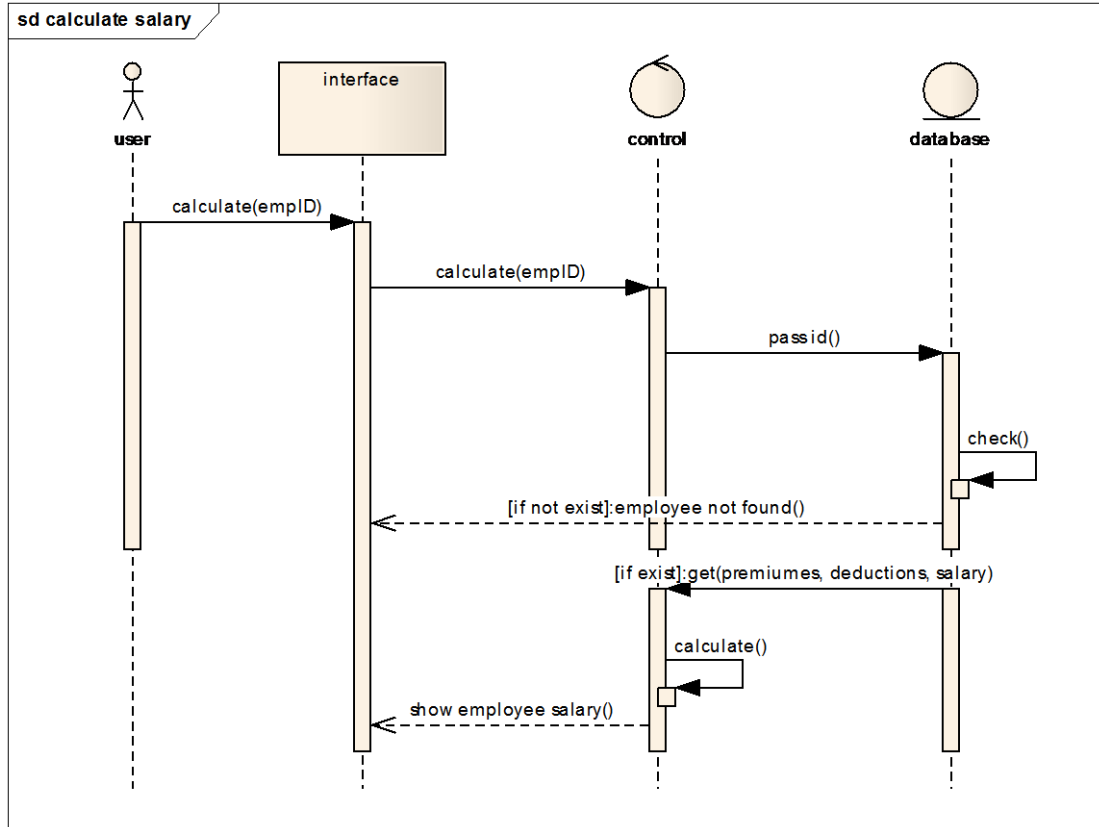 sd calculate salary
interface
user
control
database
calculate(empID)
calculate(empID)
passid()
check()
[if not exist]:employee not found()
[if exist]:get(premiumes, deductions, salary)
calculate()
show employee salary()